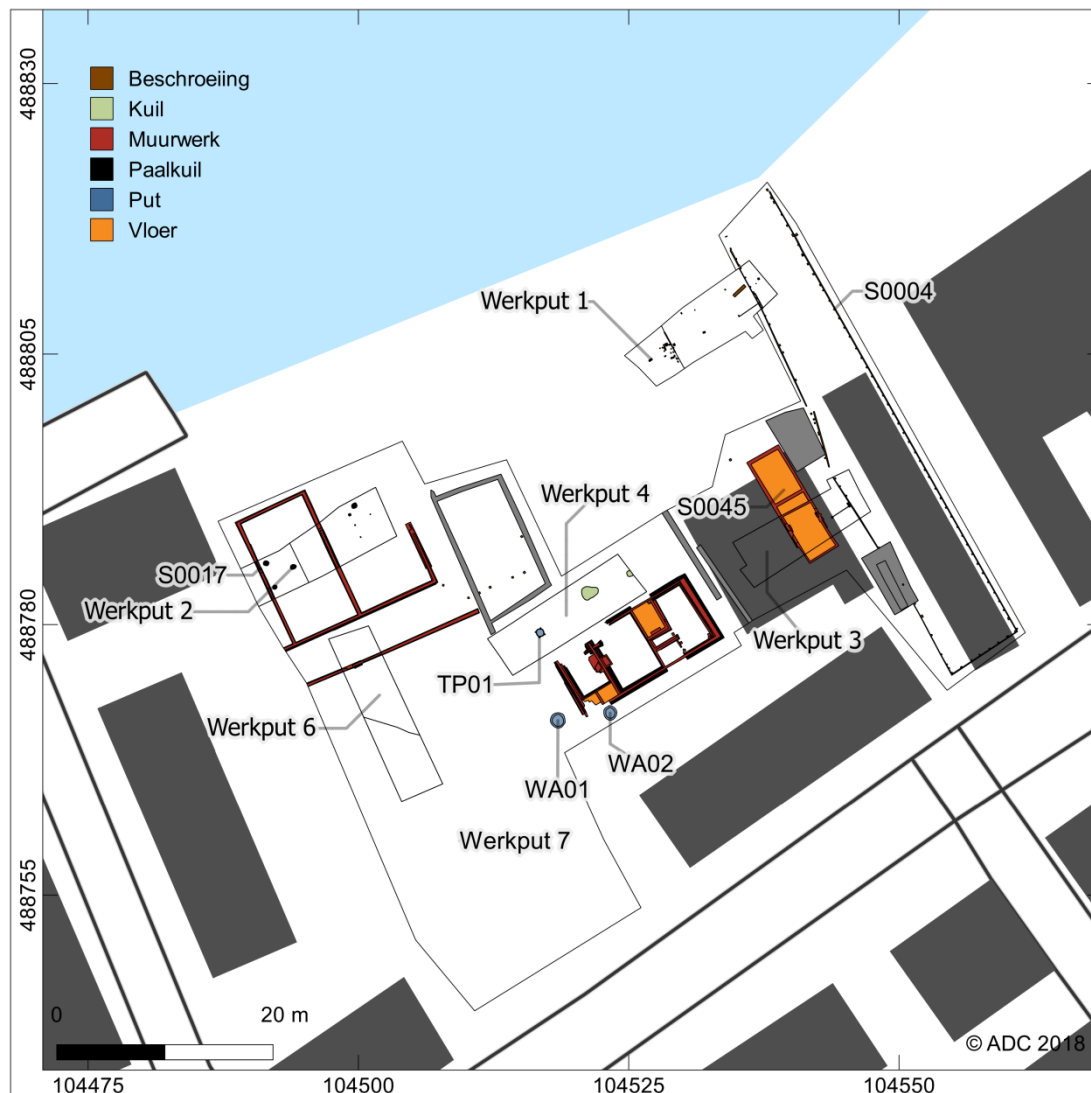 488830
Beschroeiing
Kuil
Muurwerk
Paalkuil
Put
Vloer
Werkput 1
S0004
488805
Werkput 4
S0045
S0017
Werkput 2
488780
Werkput 3
TP01
Werkput 6
WA02
WA01
Werkput 7
488755
0
20 m
© ADC 2018
104475
104500
104525
104550